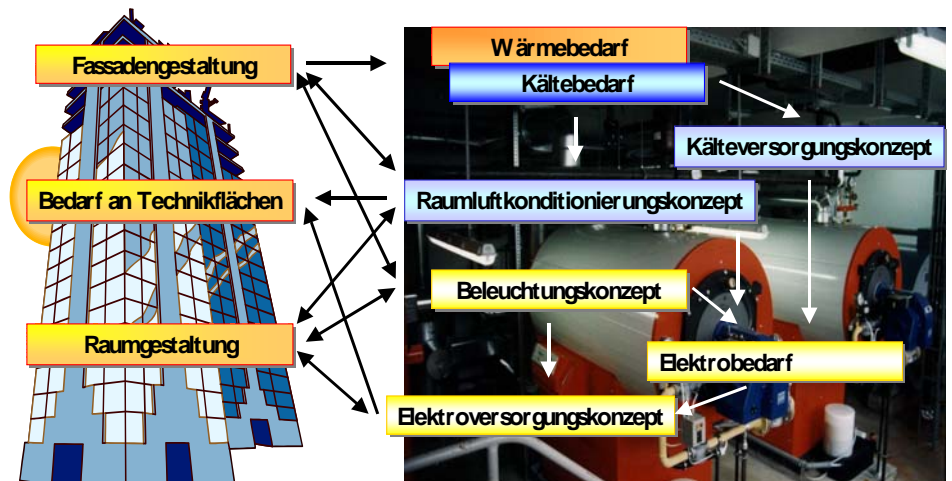 Wärmebedarf
Fassadengestaltung
Kältebedarf
Kälteversorgungskonzept
Bedarf an Technikflächen
Raumluftkonditionierungskonzept
Beleuchtungskonzept
Raumgestaltung
Elektrobedarf
Elektroversorgungskonzept